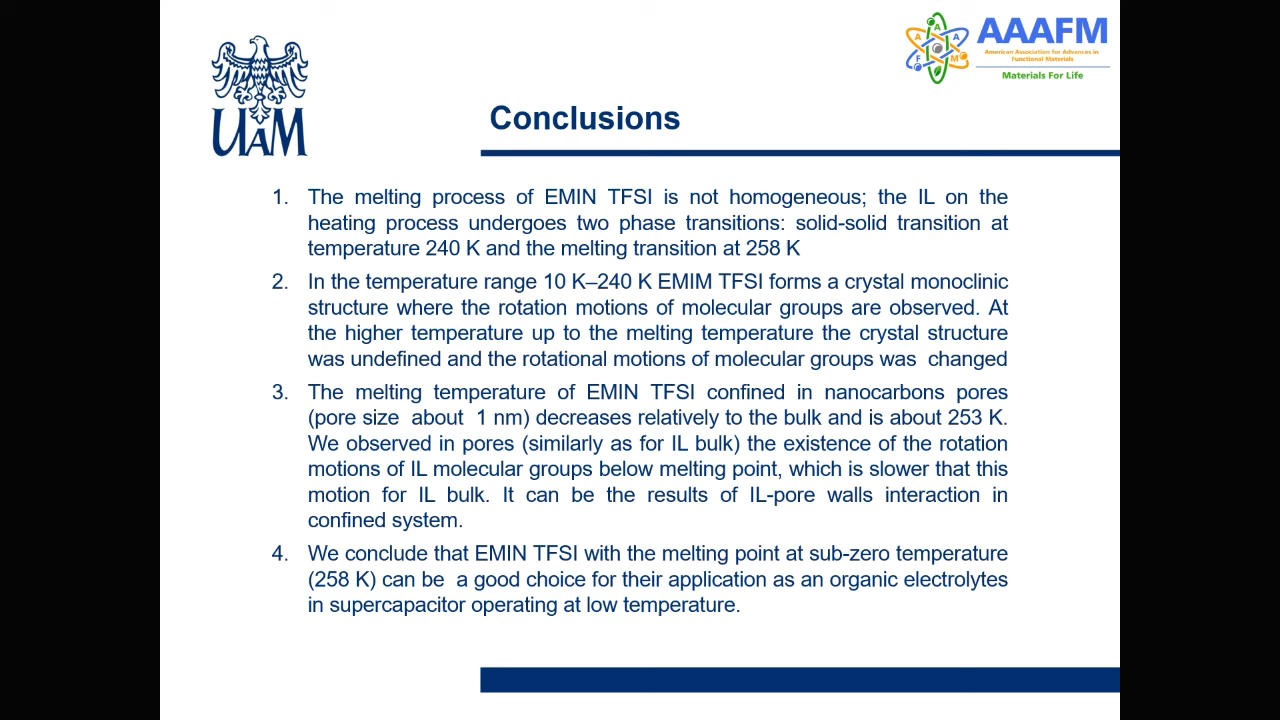 AAAFM
American Association for Advances in
Functional Materials
Materials For Life
A
A
A
F
M
UAM
Conclusions
1. The melting process of EMIN TFSI is not homogeneous; the IL on the
heating process undergoes two phase transitions: solid-solid transition at
temperature 240 K and the melting transition at 258 K
2. In the temperature range 10 K–240 K EMIM TFSI forms a crystal monoclinic
structure where the rotation motions of molecular groups are observed. At
the higher temperature up to the melting temperature the crystal structure
was undefined and the rotational motions of molecular groups was changed
3. The melting temperature of EMIN TFSI confined in nanocarbons pores
(pore size about 1 nm) decreases relatively to the bulk and is about 253 K.
We observed in pores (similarly as for IL bulk) the existence of the rotation
motions of IL molecular groups below melting point, which is slower that this
motion for IL bulk. It can be the results of IL-pore walls interaction in
confined system.
4. We conclude that EMIN TFSI with the melting point at sub-zero temperature
(258 K) can be a good choice for their application as an organic electrolytes
in supercapacitor operating at low temperature.